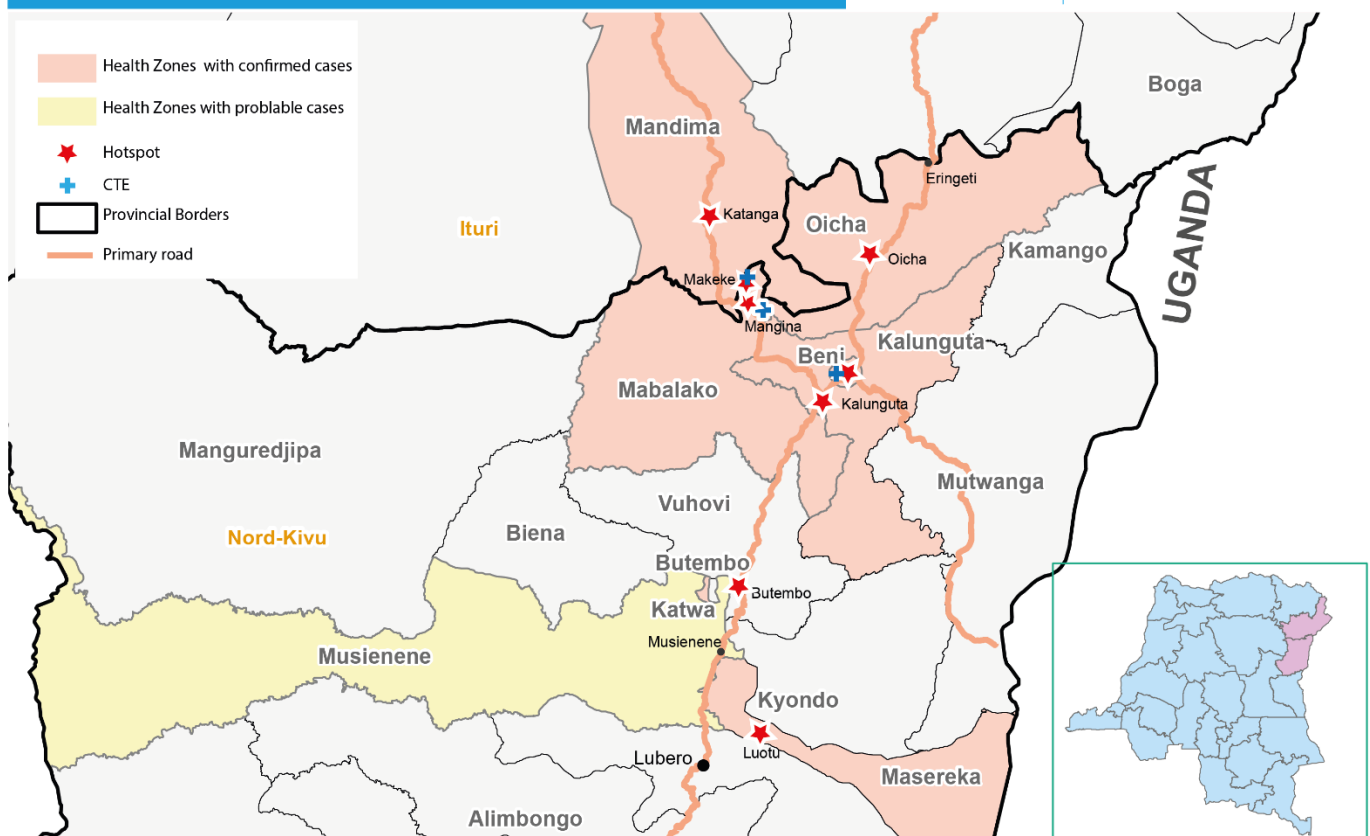 Health Zones with confirmed cases
Health Zones with problable cases
Hotspot
CTE
Provincial Borders
Primary road
Boga
Mandima
UGANDA
Eringeti
Katanga
Oicha
Ituri
Kamango
Oicha
Makeke
Mangina
Kalunguta
Beni
Mabalako
Kalunguta
Manguredjipa
Mutwanga
Vuhovi
Biena
Nord-Kivu
Butembo
Butembo
Katwa
Musienene
Musienene
Kyondo
Luotu
Lubero
Masereka
Alimbongo